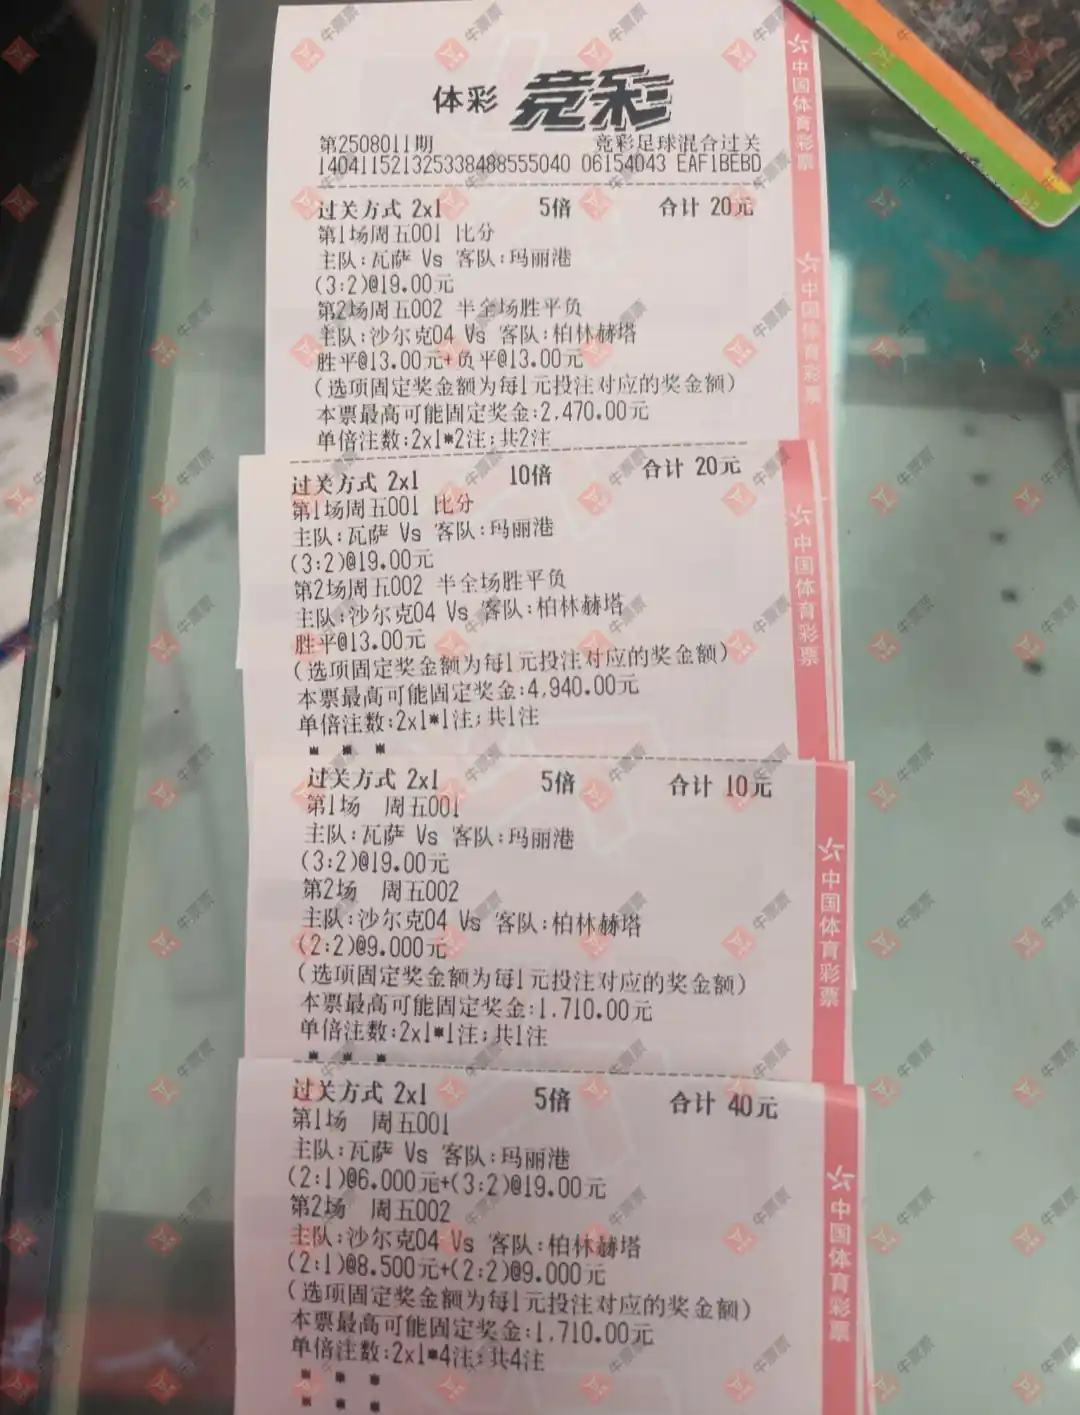 体彩 竞彩
第2508011期 竞彩足球混合过关
140411521325338488555040 06154043 EAF1BEBD
过关方式 2x1 5倍 合计 20元
第1场周五001 比分
主队:瓦萨 Vs 客队:玛丽港
(3:2)@19.00元
第2场周五002 半全场胜平负
主队:沙尔克04 Vs 客队:柏林赫塔
胜平@13.00元+负平@13.00元
(选项固定奖金额为每1元投注对应的奖金额)
本票最高可能固定奖金:2,470.00元
单倍注数:2x1*2注;共2注
过关方式 2x1 10倍 合计 20元
第1场周五001 比分
主队:瓦萨 Vs 客队:玛丽港
(3:2)@19.00元
第2场周五002 半全场胜平负
主队:沙尔克04 Vs 客队:柏林赫塔
胜平@13.00元
(选项固定奖金额为每1元投注对应的奖金额)
本票最高可能固定奖金:4,940.00元
单倍注数:2x1*1注;共1注
过关方式 2x1 5倍 合计 10元
第1场 周五001
主队:瓦萨 Vs 客队:玛丽港
(3:2)@19.00元
第2场 周五002
主队:沙尔克04 Vs 客队:柏林赫塔
(2:2)@9.000元
(选项固定奖金额为每1元投注对应的奖金额)
本票最高可能固定奖金:1,710.00元
单倍注数:2x1*1注;共1注
过关方式 2x1 5倍 合计 40元
第1场 周五001
主队:瓦萨 Vs 客队:玛丽港
(2:1)@6.000元+(3:2)@19.00元
第2场 周五002
主队:沙尔克04 Vs 客队:柏林赫塔
(2:1)@8.500元+(2:2)@9.000元
(选项固定奖金额为每1元投注对应的奖金额)
本票最高可能固定奖金:1,710.00元
单倍注数:2x1*4注;共4注
中国体育彩票
中国体育彩票
中国体育彩票
中国体育彩票
中国体育彩票
牛票票